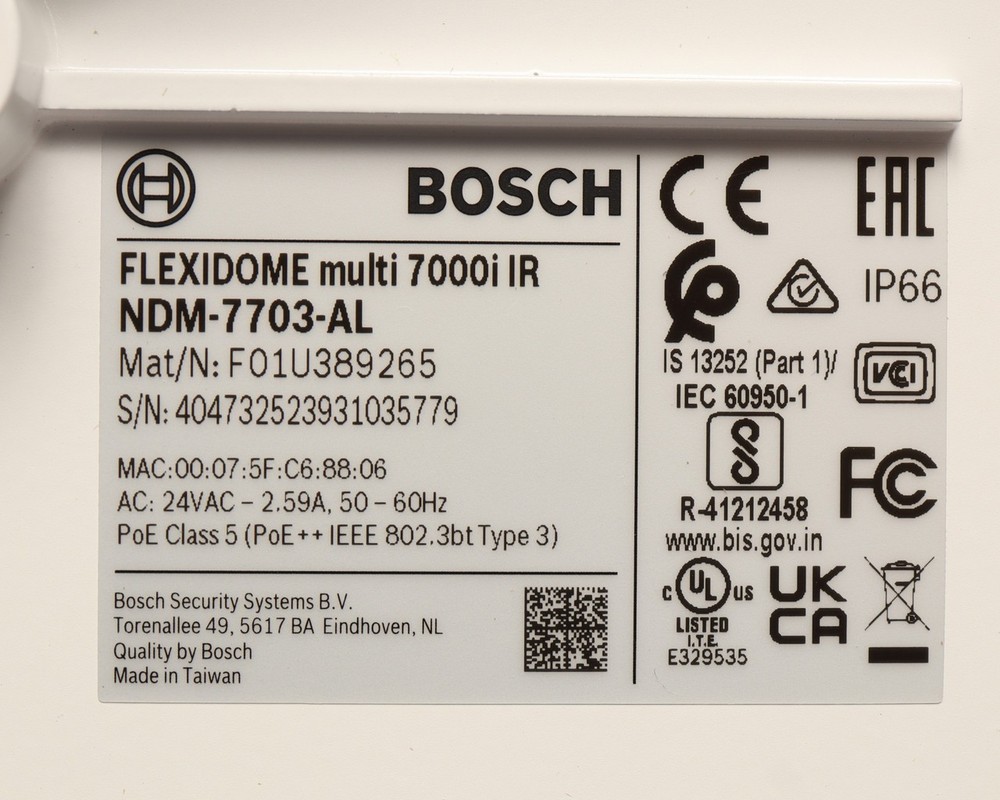 BOSCH
FLEXIDOME multi 7000i IR
NDM-7703-AL
Mat/N: F01U389265
S/N: 404732523931035779
MAC:00:07:5F:C6:88:06
AC: 24VAC – 2.59A, 50 – 60Hz
PoE Class 5 (PoE++ IEEE 802.3bt Type 3)
Bosch Security Systems B.V.
Torenallee 49, 5617 BA Eindhoven, NL
Quality by Bosch
Made in Taiwan
CE EAC
IP66
IS 13252 (Part 1)/
IEC 60950-1
VCI
R-41212458
FC
www.bis.gov.in
c UL us
LISTED
I.T.E.
E329535
UK
CA